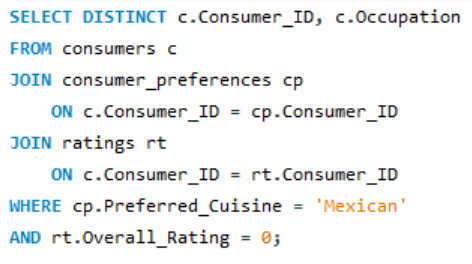 SELECT DISTINCT c.Consumer_ID, c.Occupation
FROM consumers c
JOIN consumer_preferences cp
    ON c.Consumer_ID = cp.Consumer_ID
JOIN ratings rt
    ON c.Consumer_ID = rt.Consumer_ID
WHERE cp.Preferred_Cuisine = 'Mexican'
AND rt.Overall_Rating = 0;